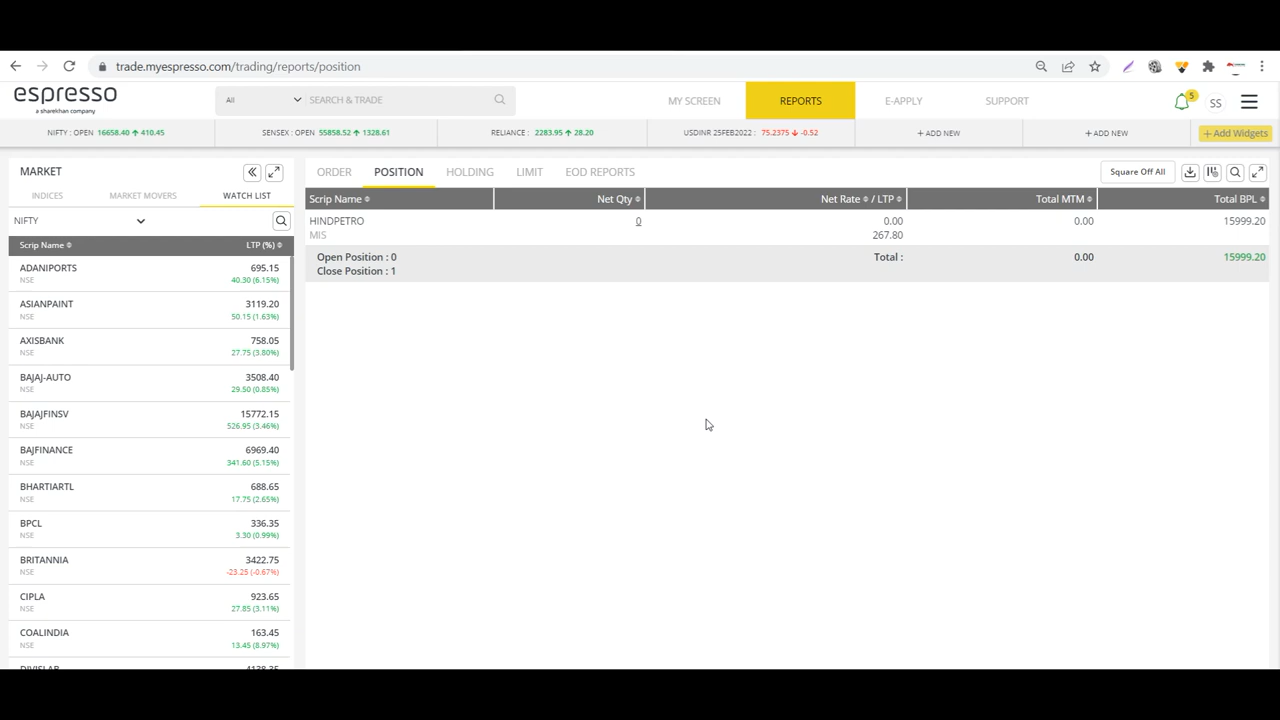 trade.myespresso.com/trading/reports/position
espresso
a sharekhan company
All SEARCH & TRADE
MY SCREEN REPORTS E-APPLY SUPPORT
5 SS
NIFTY : OPEN 16658.40 ↑ 410.45 SENSEX : OPEN 55858.52 ↑ 1328.61 RELIANCE : 2283.95 ↑ 28.20 USDINR 25FEB2022 : 75.2375 ↓ -0.52 + ADD NEW + ADD NEW + Add Widgets
MARKET
INDICES MARKET MOVERS WATCH LIST
NIFTY
Scrip Name LTP (%)
ADANIPORTS 695.15
NSE 40.30 (6.15%)
ASIANPAINT 3119.20
NSE 50.15 (1.63%)
AXISBANK 758.05
NSE 27.75 (3.80%)
BAJAJ-AUTO 3508.40
NSE 29.50 (0.85%)
BAJAJFINSV 15772.15
NSE 526.95 (3.46%)
BAJFINANCE 6969.40
NSE 341.60 (5.15%)
BHARTIARTL 688.65
NSE 17.75 (2.65%)
BPCL 336.35
NSE 3.30 (0.99%)
BRITANNIA 3422.75
NSE -23.25 (-0.67%)
CIPLA 923.65
NSE 27.85 (3.11%)
COALINDIA 163.45
NSE 13.45 (8.97%)
DIVISLAB 4138.35
ORDER POSITION HOLDING LIMIT EOD REPORTS Square Off All
Scrip Name Net Qty Net Rate / LTP Total MTM Total BPL
HINDPETRO 0 0.00 0.00 15999.20
MIS 267.80
Open Position : 0 Total : 0.00 15999.20
Close Position : 1